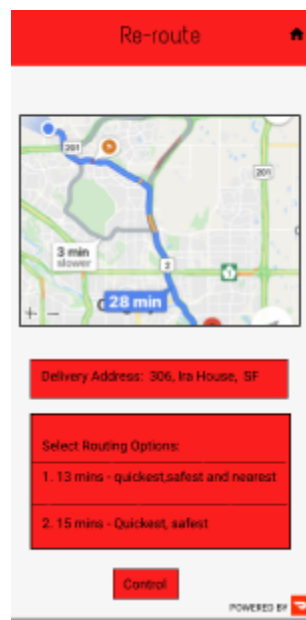 Re-route
201
201
3 min
slower
2
28 min
+ −
Delivery Address: 306, Ira House, SF
Select Routing Options:
1. 13 mins - quickest,safest and nearest
2. 15 mins - Quickest, safest
Control
POWERED BY